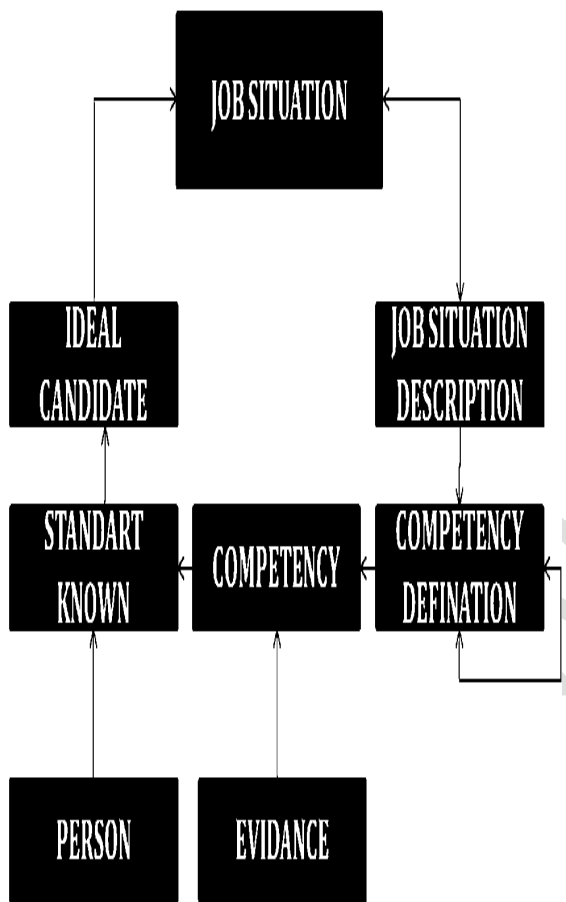 JOB SITUATION
IDEAL
CANDIDATE
JOB SITUATION
DESCRIPTION
STANDART
KNOWN
COMPETENCY
COMPETENCY
DEFINATION
PERSON
EVIDANCE